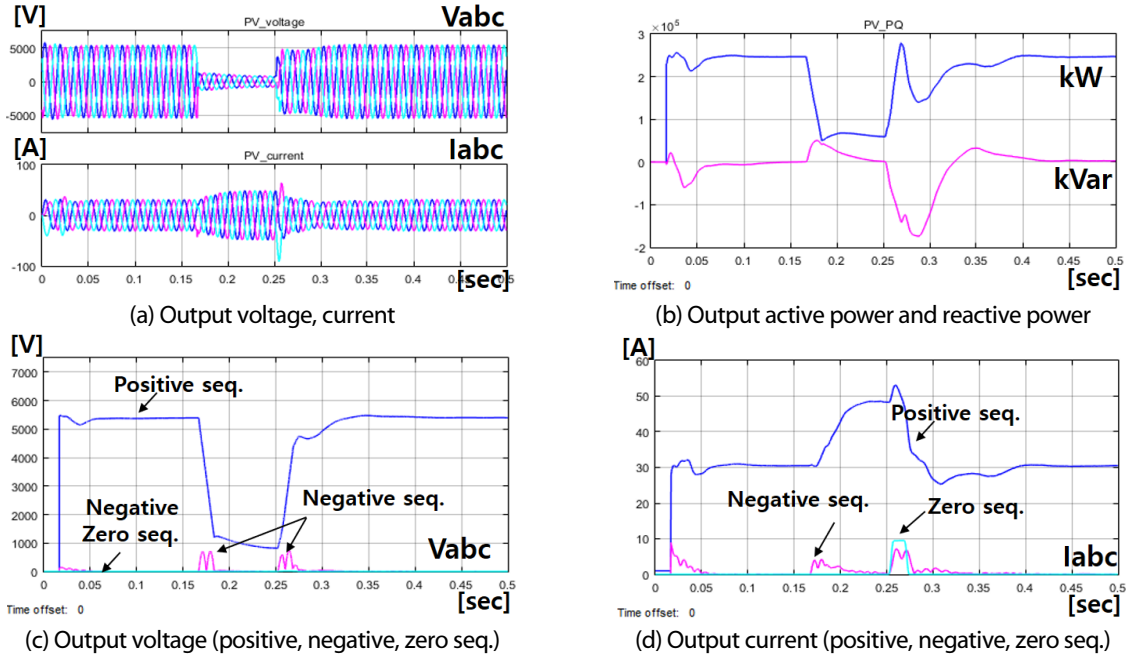 [V]
PV_voltage
Vabc
5000
0
-5000
[A]
PV_current
Iabc
100
0
-100
0 0.05 0.1 0.15 0.2 0.25 0.3 0.35 0.4 0.45 0.5
[sec]
(a) Output voltage, current
×10^5
PV_PQ
3
2
1
0
-1
-2
kW
kVar
0 0.05 0.1 0.15 0.2 0.25 0.3 0.35 0.4 0.45 0.5
[sec]
Time offset: 0
(b) Output active power and reactive power
[V]
7000
6000
5000
4000
3000
2000
1000
0
Positive seq.
Negative
Zero seq.
Negative seq.
Vabc
0 0.05 0.1 0.15 0.2 0.25 0.3 0.35 0.4 0.45 0.5
[sec]
Time offset: 0
(c) Output voltage (positive, negative, zero seq.)
[A]
60
50
40
30
20
10
0
Positive seq.
Negative seq.
Zero seq.
Iabc
0 0.05 0.1 0.15 0.2 0.25 0.3 0.35 0.4 0.45 0.5
[sec]
Time offset: 0
(d) Output current (positive, negative, zero seq.)